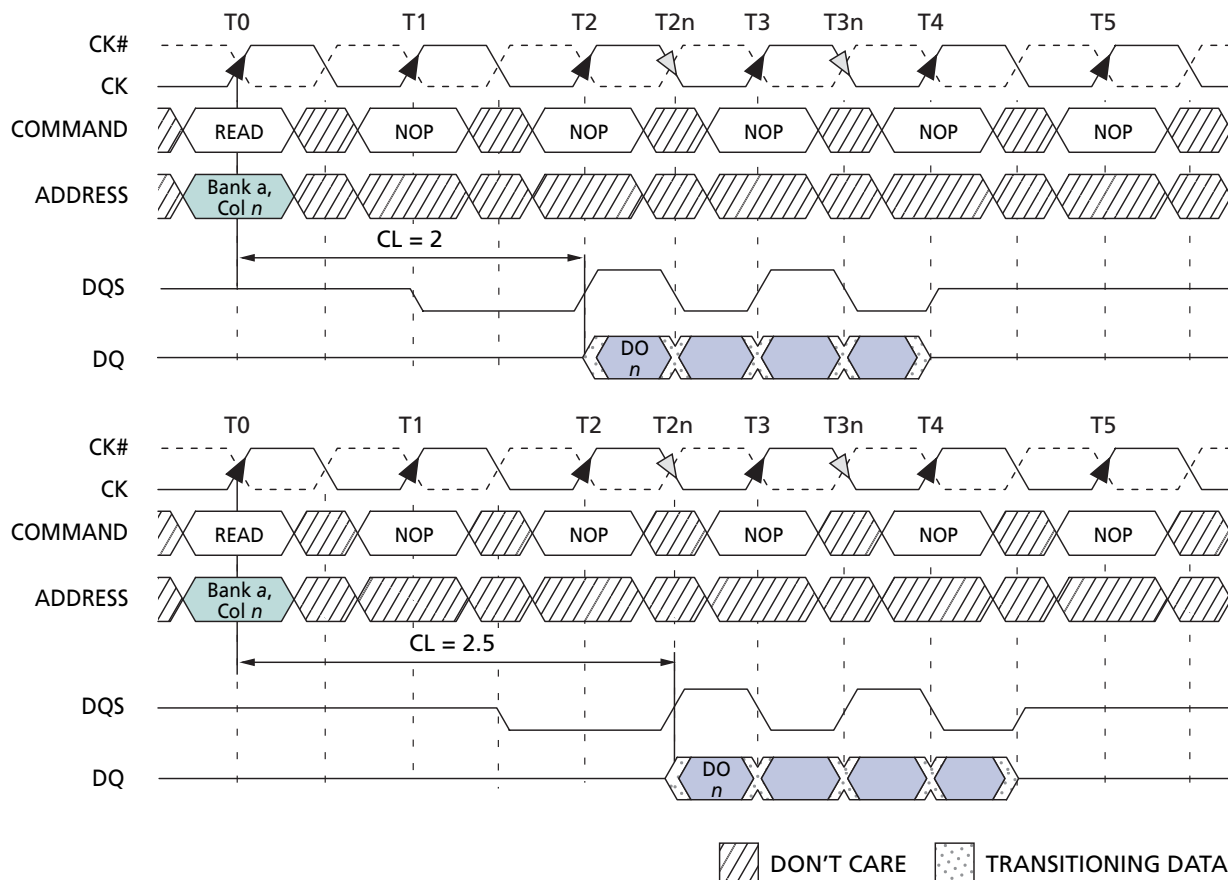 T0 T1 T2 T2n T3 T3n T4 T5
CK#
CK
COMMAND READ NOP NOP NOP NOP NOP
ADDRESS Bank a,
Col n
CL = 2
DQS
DQ DO
n
T0 T1 T2 T2n T3 T3n T4 T5
CK#
CK
COMMAND READ NOP NOP NOP NOP NOP
ADDRESS Bank a,
Col n
CL = 2.5
DQS
DQ DO
n
DON'T CARE TRANSITIONING DATA